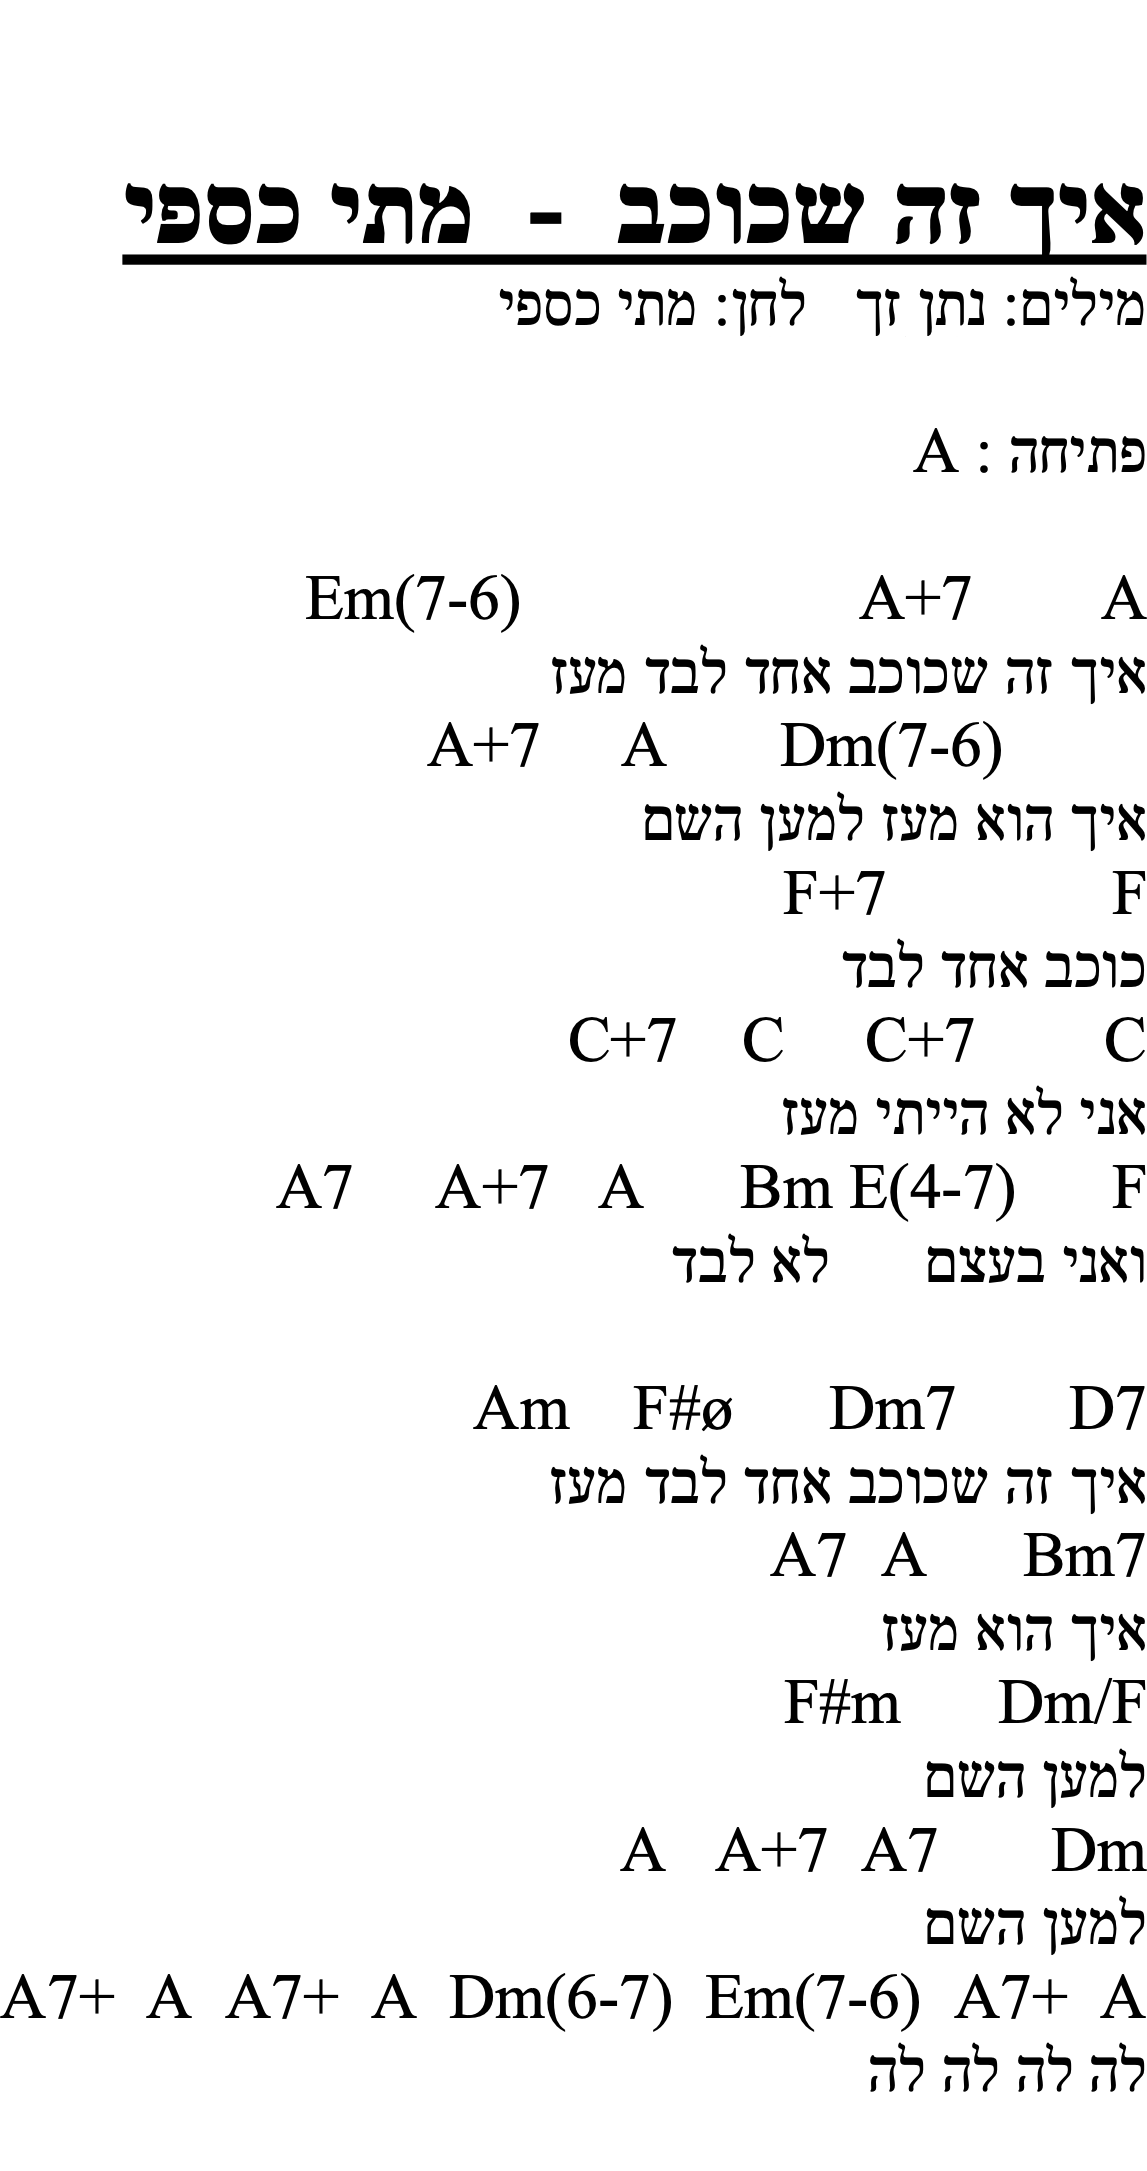 איך זה שכוכב - מתי כספי
מילים: נתן זך לחן: מתי כספי
פתיחה : A
A A+7 Em(7-6)
איך זה שכוכב אחד לבד מעז
Dm(7-6) A A+7
איך הוא מעז למען השם
F F+7
כוכב אחד לבד
C C+7 C C+7
אני לא הייתי מעז
F E(4-7) Bm A A+7 A7
ואני בעצם לא לבד
D7 Dm7 F#ø Am
איך זה שכוכב אחד לבד מעז
Bm7 A A7
איך הוא מעז
Dm/F F#m
למען השם
Dm A7 A+7 A
למען השם
A A7+ Em(7-6) Dm(6-7) A A7+ A A7+
לה לה לה לה